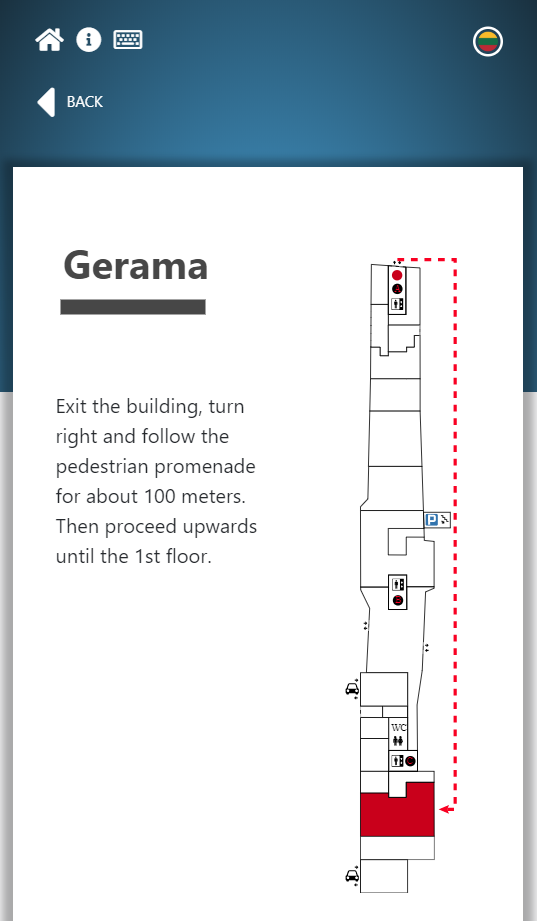 BACK
Gerama
Exit the building, turn
right and follow the
pedestrian promenade
for about 100 meters.
Then proceed upwards
until the 1st floor.
A
P
B
WC
C